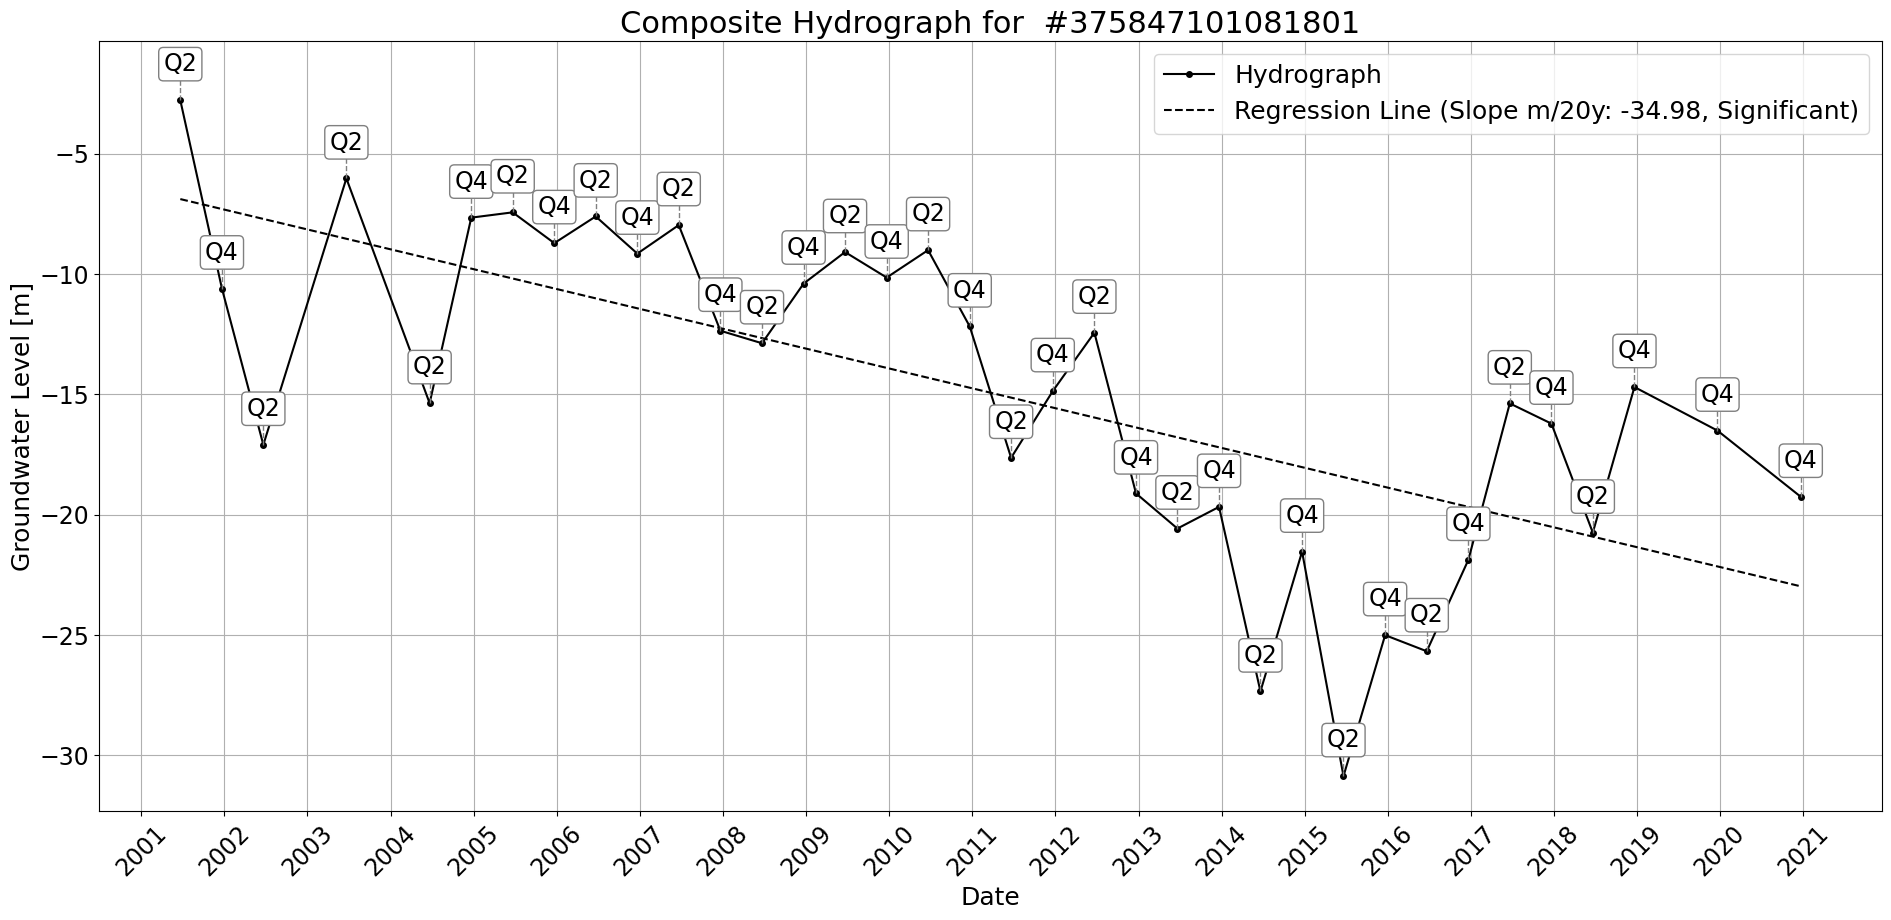 Composite Hydrograph for  #375847101081801
Hydrograph
Regression Line (Slope m/20y: -34.98, Significant)
Groundwater Level [m]
−5
−10
−15
−20
−25
−30
Q2
Q4
Q2
Q2
Q2
Q4
Q2
Q4
Q2
Q4
Q2
Q4
Q2
Q4
Q2
Q4
Q2
Q4
Q2
Q4
Q2
Q4
Q2
Q4
Q2
Q4
Q2
Q4
Q2
Q4
Q2
Q4
Q2
Q4
Q4
Q4
2001
2002
2003
2004
2005
2006
2007
2008
2009
2010
2011
2012
2013
2014
2015
2016
2017
2018
2019
2020
2021
Date